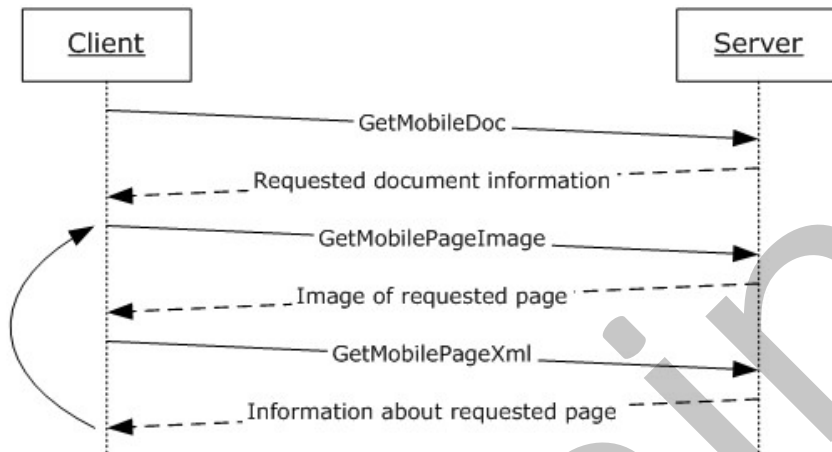 Client
Server
GetMobileDoc
Requested document information
GetMobilePageImage
Image of requested page
GetMobilePageXml
Information about requested page